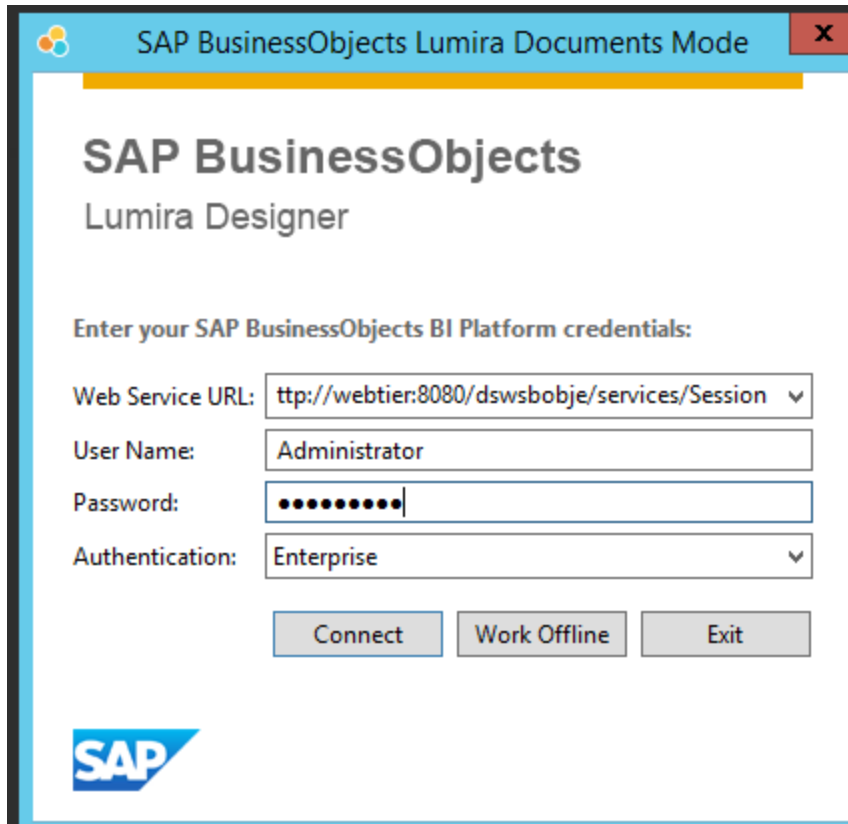 SAP BusinessObjects Lumira Documents Mode
x
SAP BusinessObjects
Lumira Designer
Enter your SAP BusinessObjects BI Platform credentials:
Web Service URL: ttp://webtier:8080/dswsbobje/services/Session
User Name: Administrator
Password: ●●●●●●●●●
Authentication: Enterprise
Connect Work Offline Exit
SAP